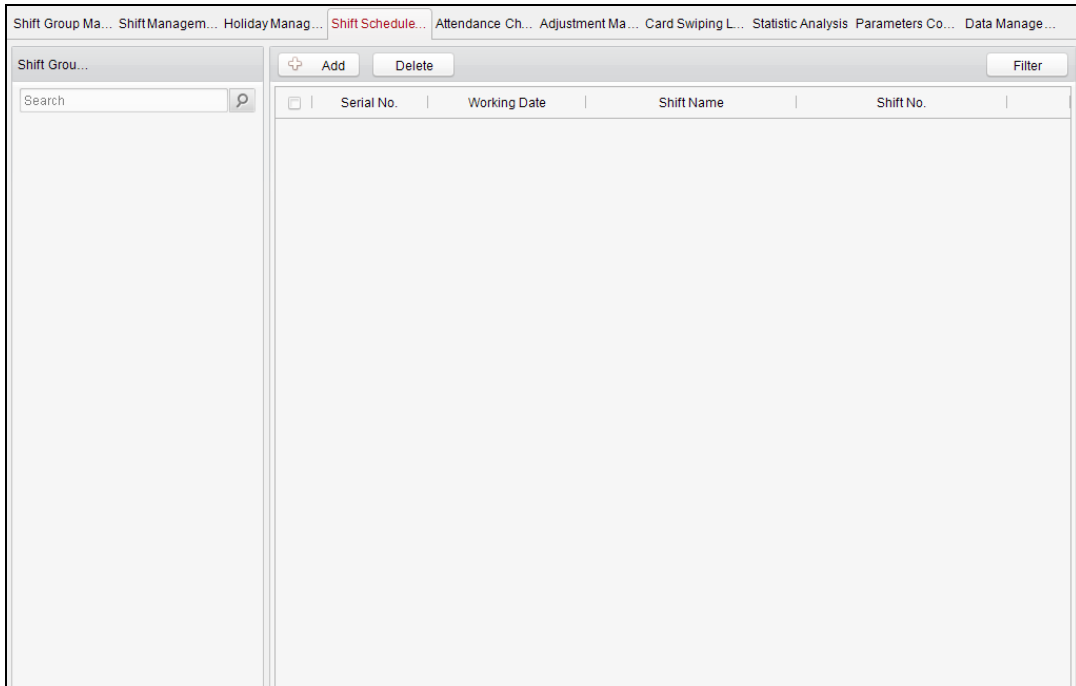 Shift Group Ma... Shift Managem... Holiday Manag... Shift Schedule... Attendance Ch... Adjustment Ma... Card Swiping L... Statistic Analysis Parameters Co... Data Manage...
Shift Grou... Add Delete Filter
Search Serial No. Working Date Shift Name Shift No.